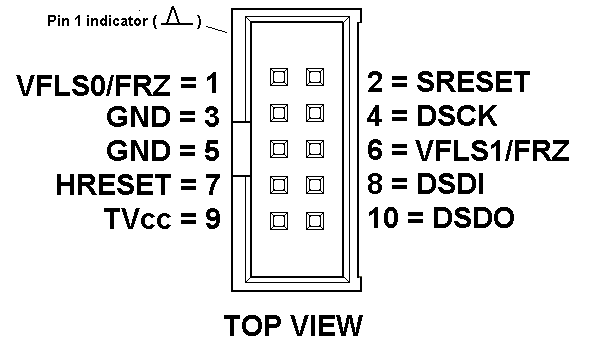 Pin 1 indicator ( )
VFLS0/FRZ = 1
2 = SRESET
GND = 3
4 = DSCK
GND = 5
6 = VFLS1/FRZ
HRESET = 7
8 = DSDI
TVcc = 9
10 = DSDO
TOP VIEW